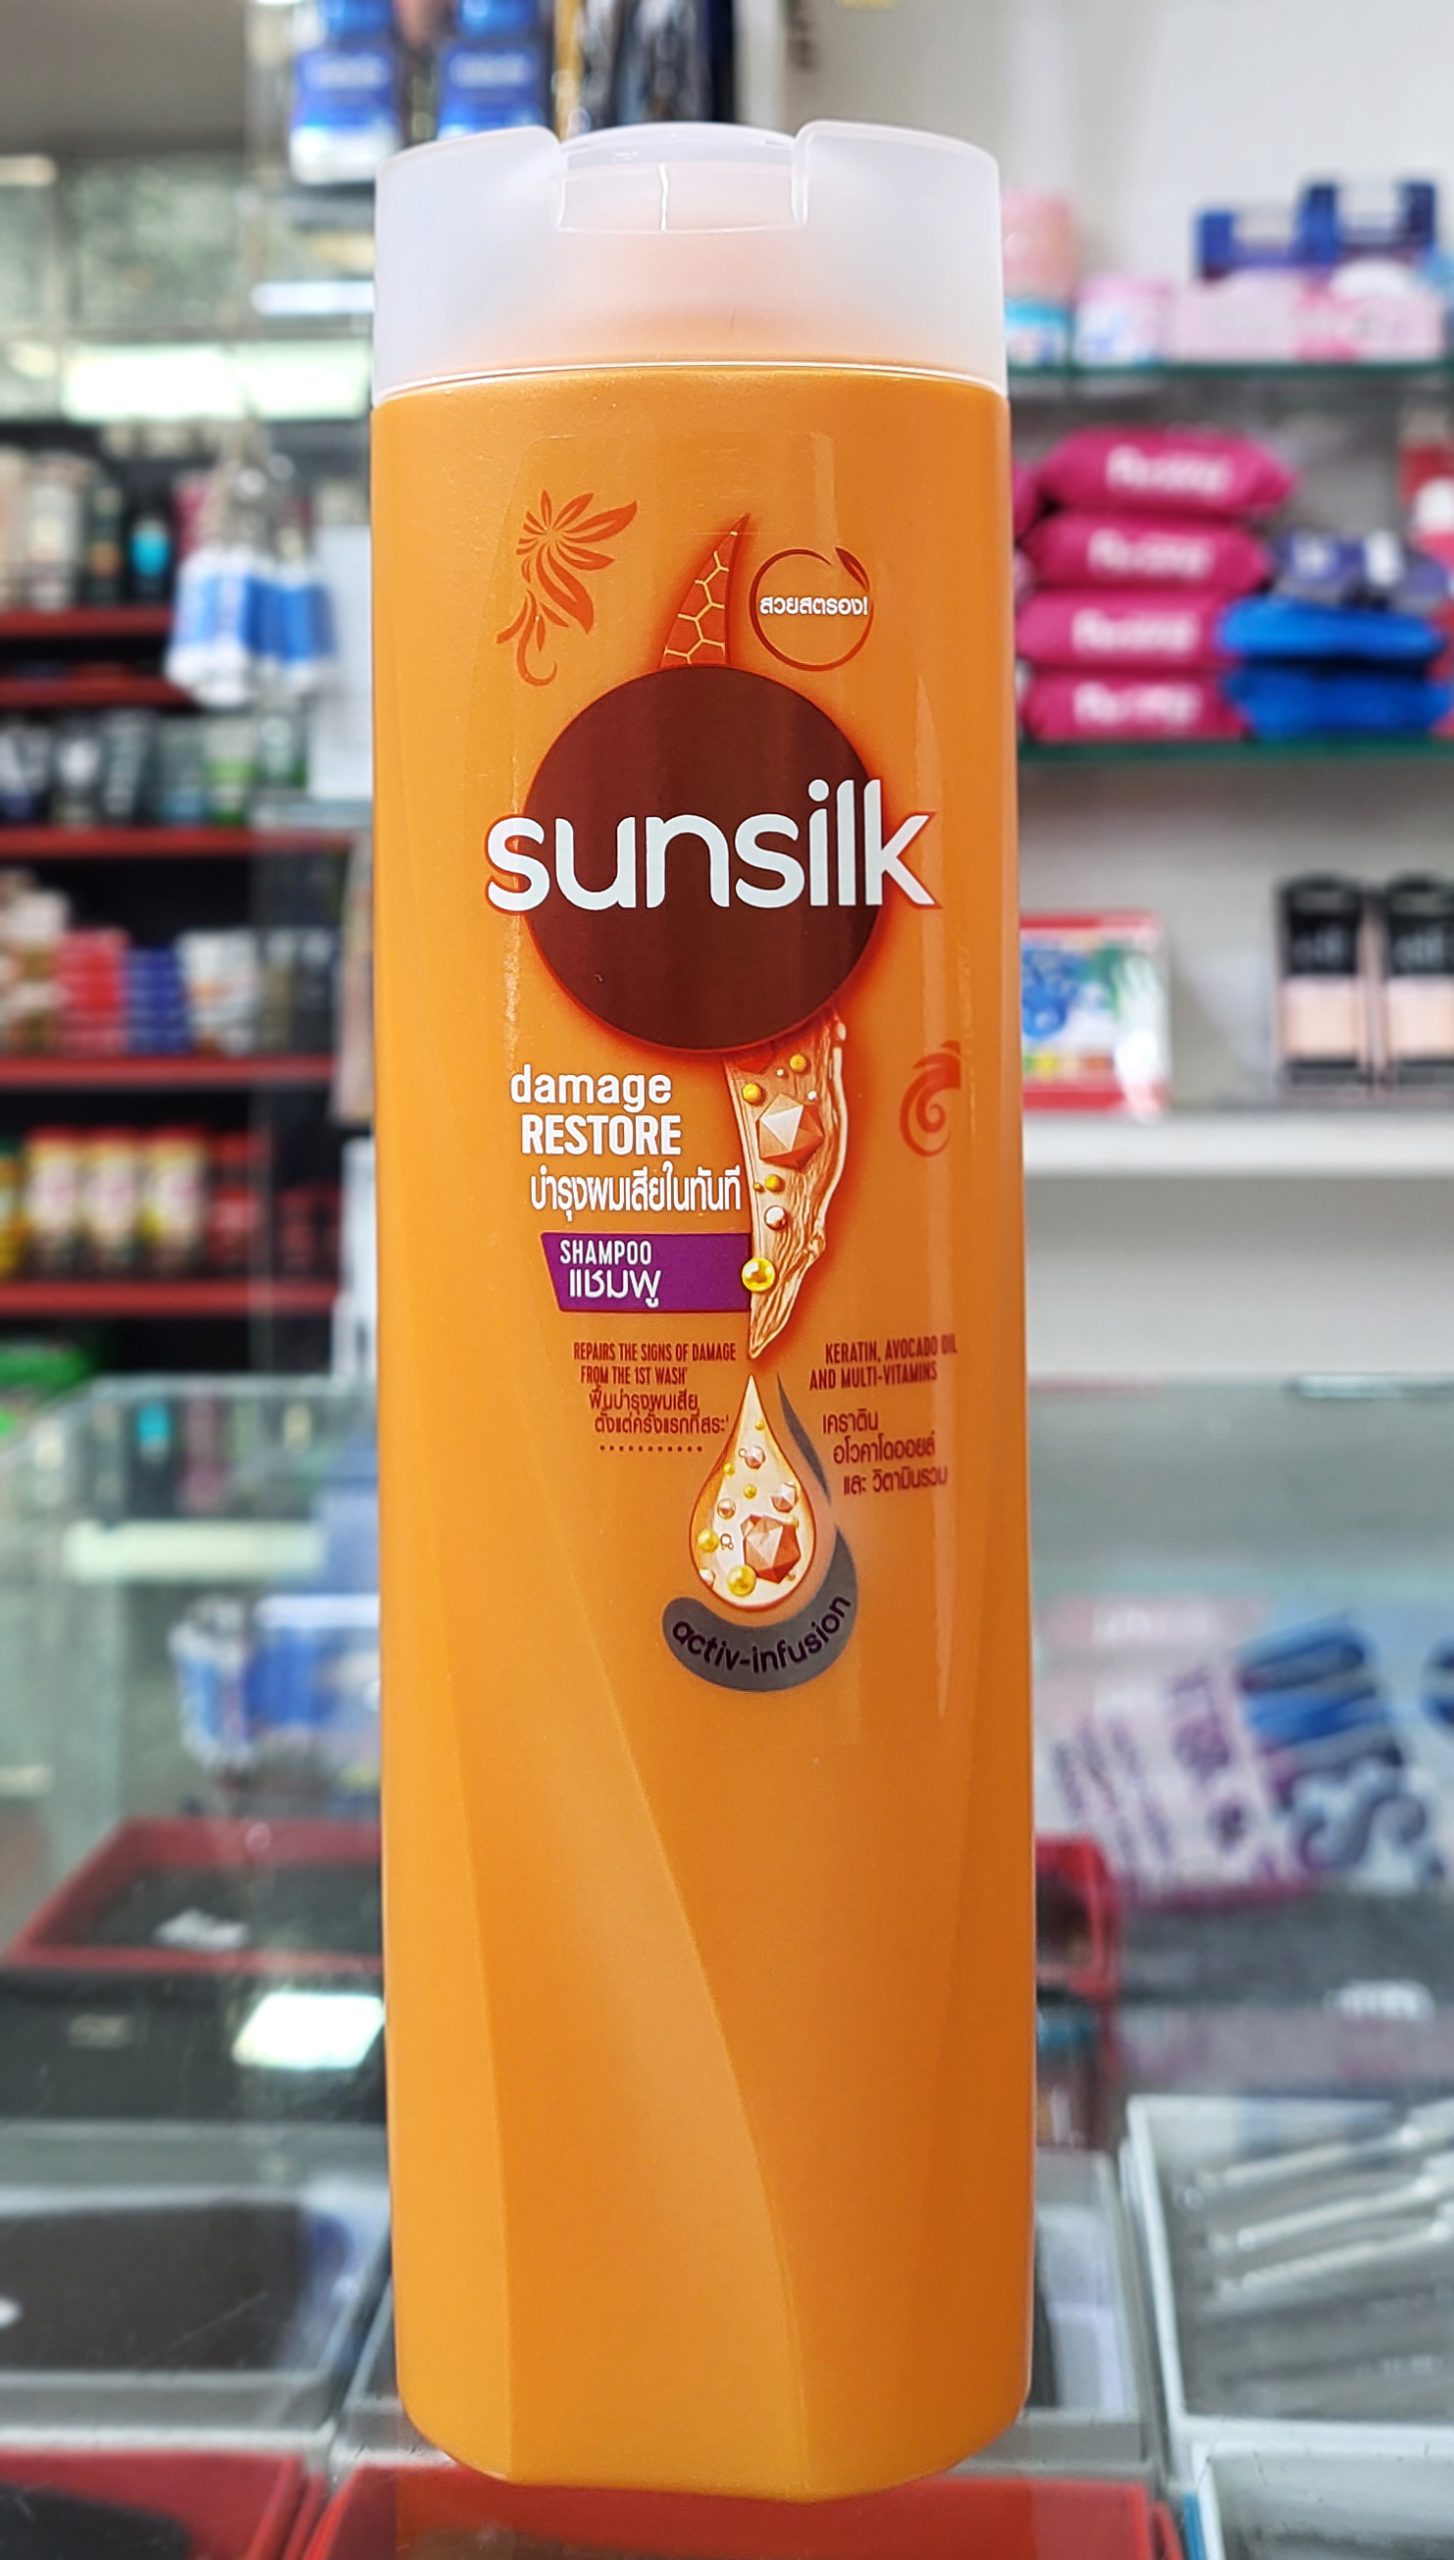 สวยสตรอง!
sunsilk
damage
RESTORE
บำรุงผมเสียในทันที
SHAMPOO
แชมพู
REPAIRS THE SIGNS OF DAMAGE
FROM THE 1ST WASH
ฟื้นบำรุงผมเสีย
ตั้งแต่ครั้งแรกที่สระ
KERATIN, AVOCADO OIL
AND MULTI-VITAMINS
เคราติน
อโวคาโดออยล์
และ วิตามินรวม
activ-infusion